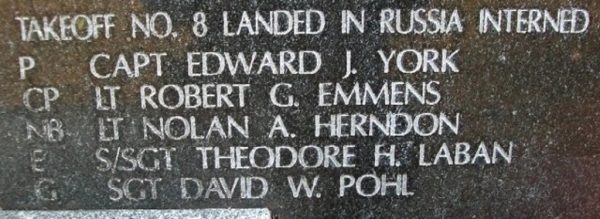 TAKEOFF NO. 8 LANDED IN RUSSIA INTERNED
P CAPT EDWARD J. YORK
CP LT ROBERT G. EMMENS
NB LT NOLAN A. HERNDON
E S/SGT THEODORE H. LABAN
G SGT DAVID W. POHL